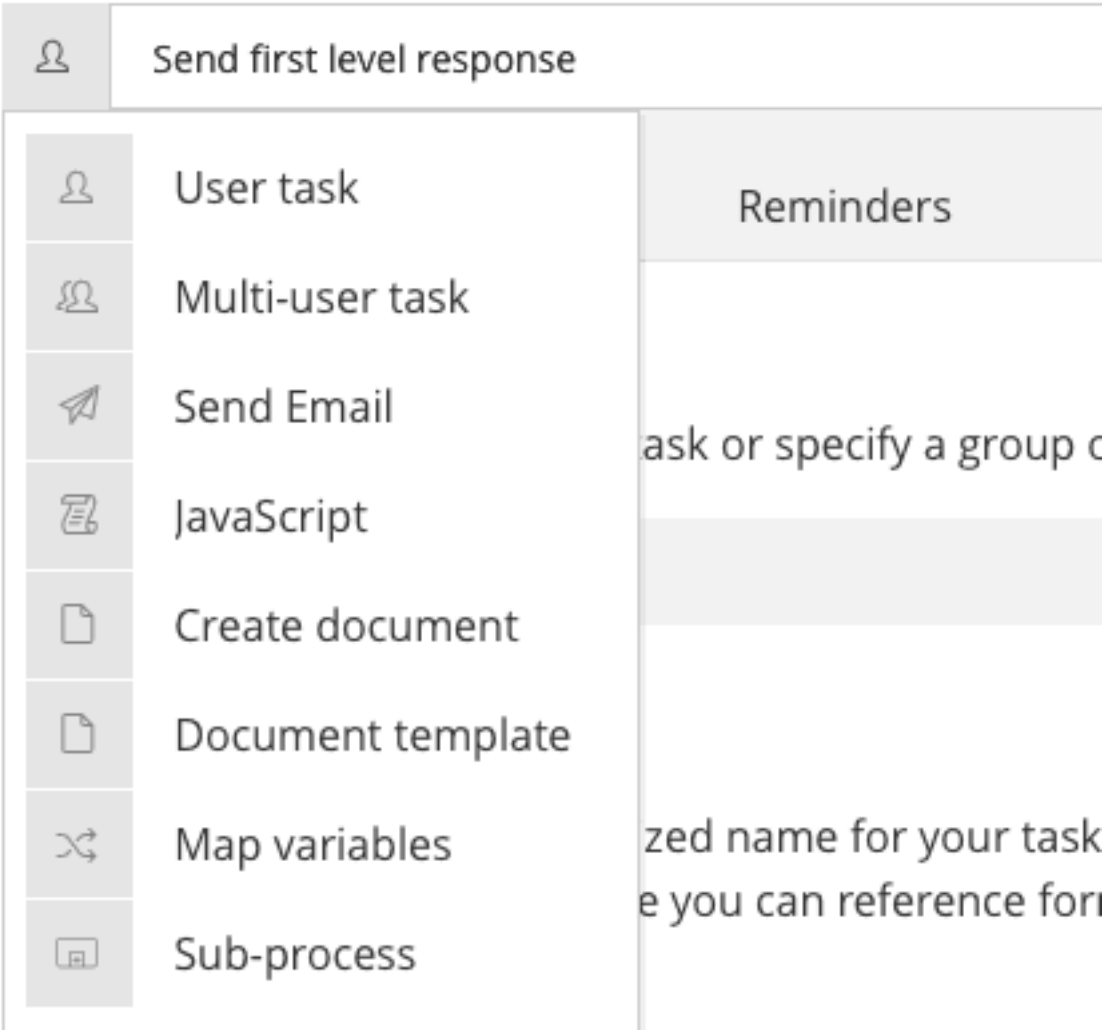 Send first level response
User task
Reminders
Multi-user task
Send Email
ask or specify a group
JavaScript
Create document
Document template
Map variables
zed name for your task
e you can reference
Sub-process